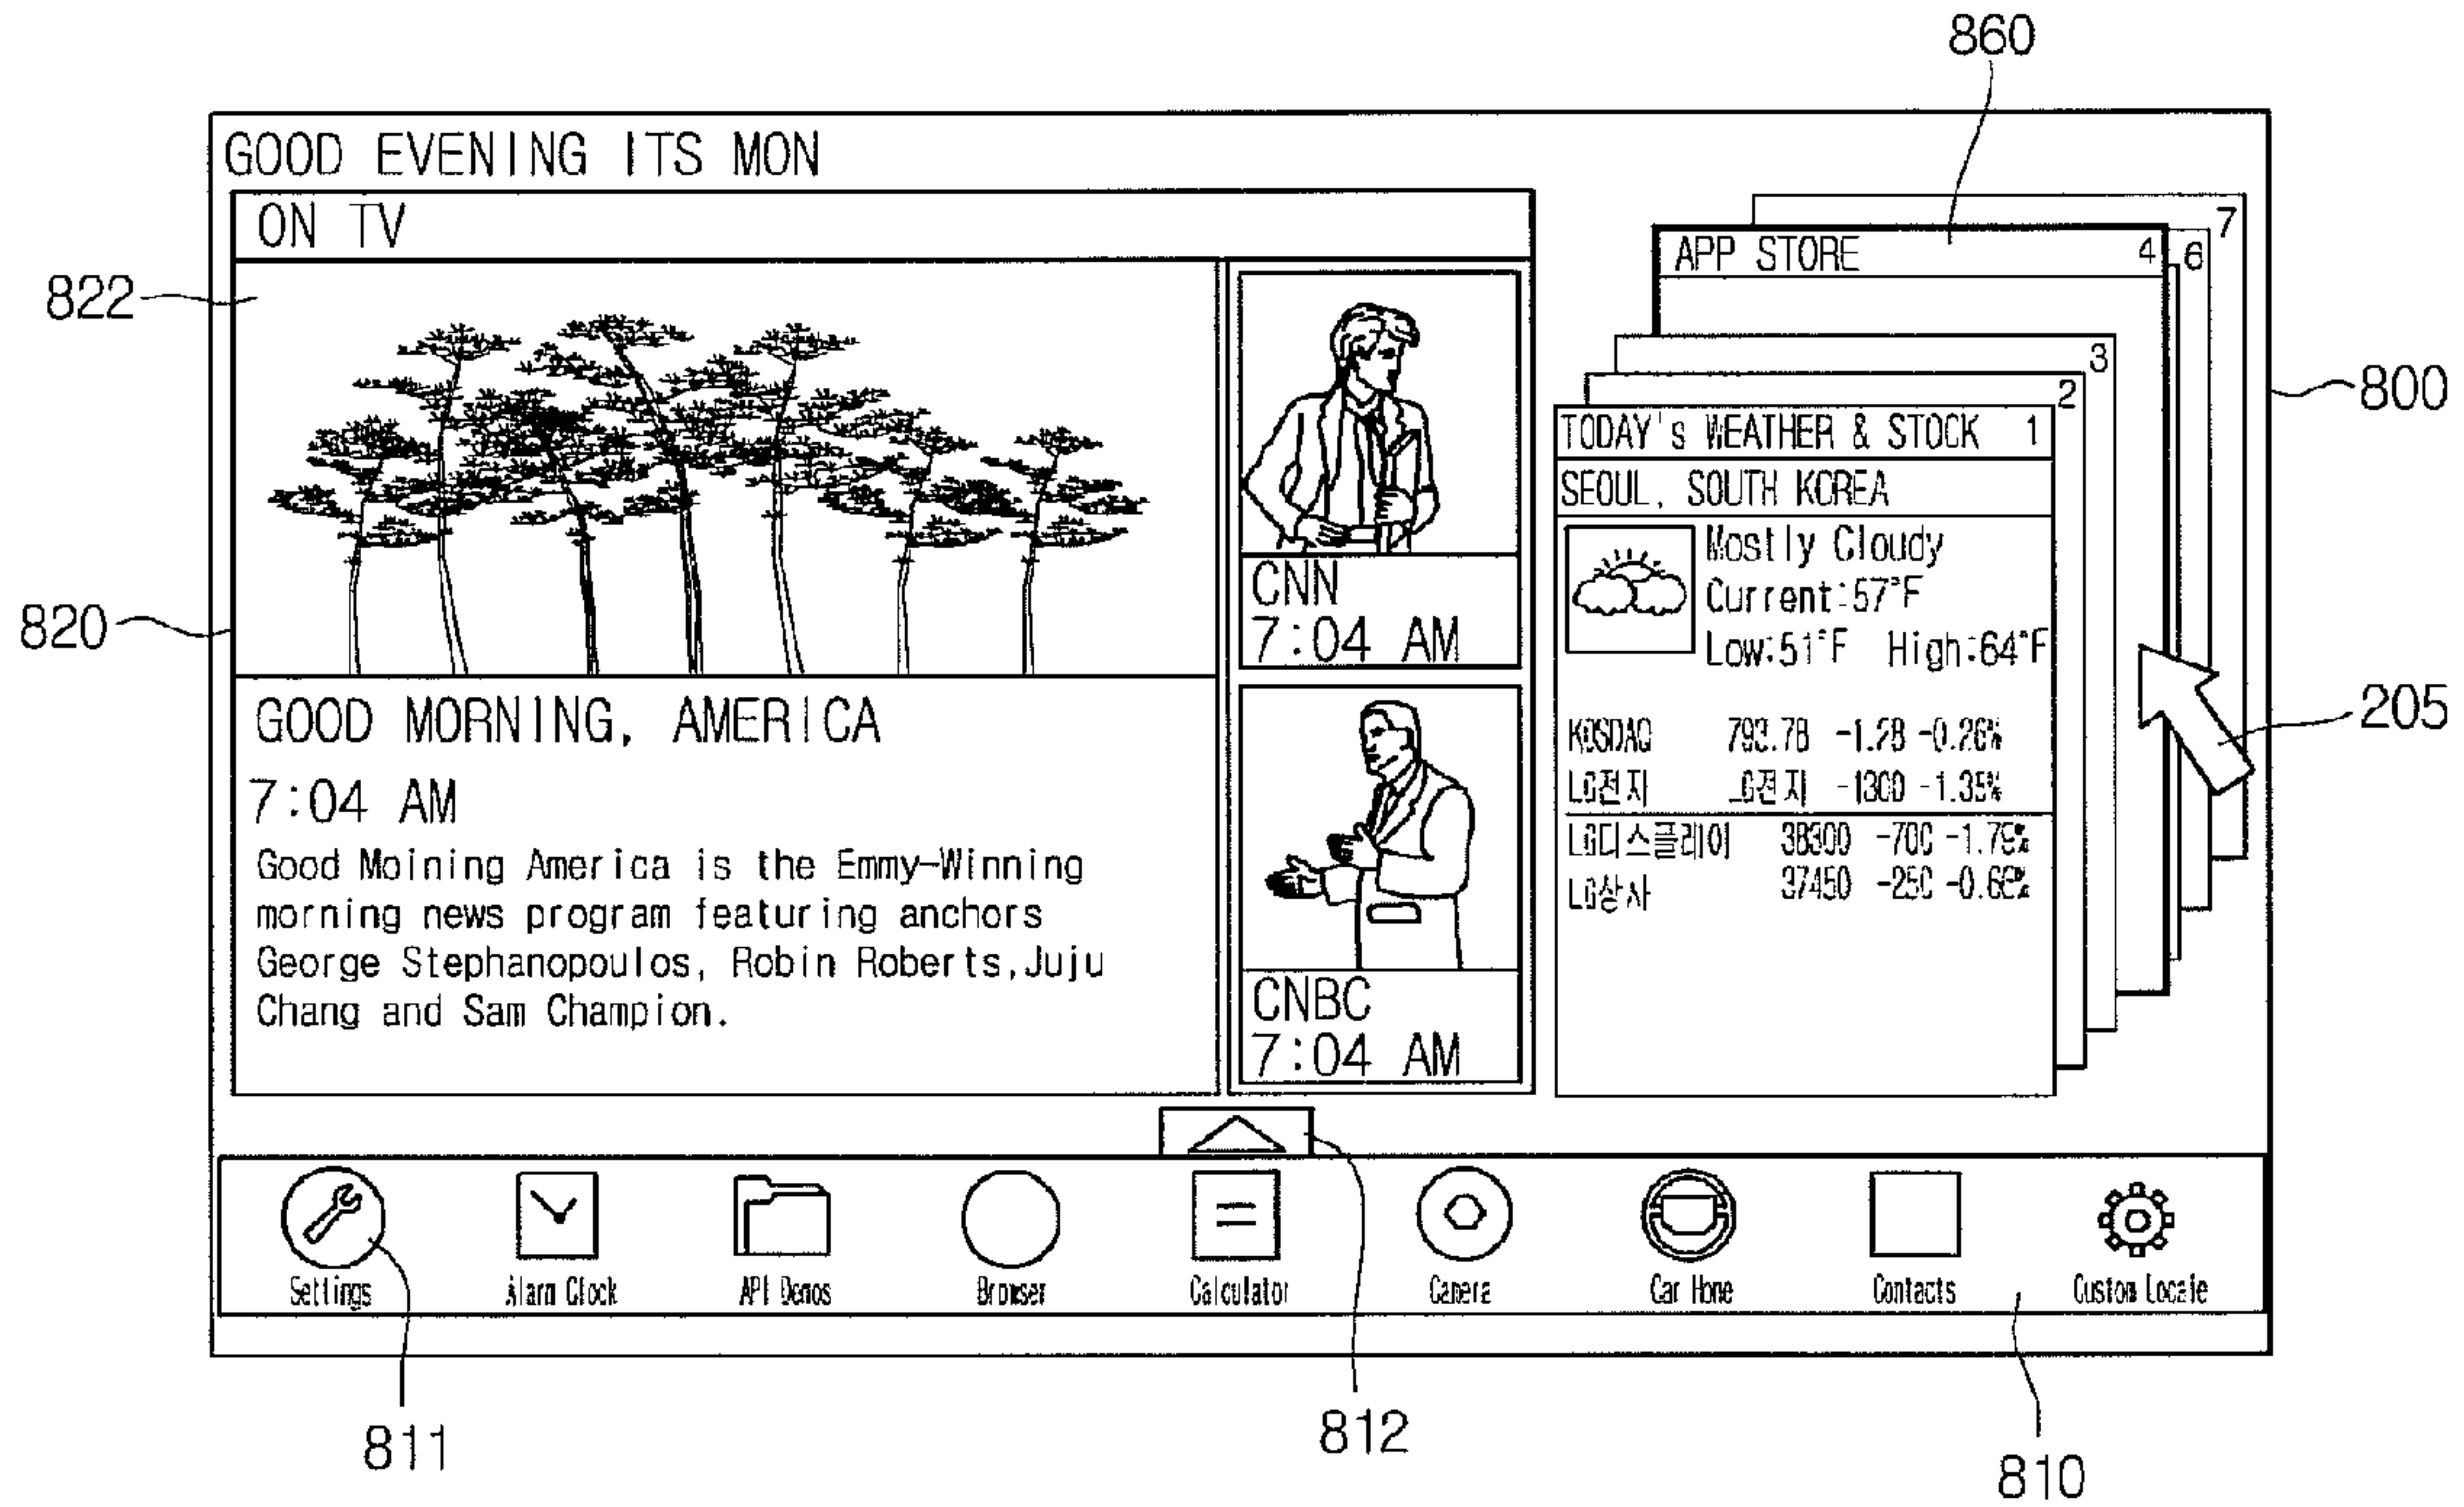 860
GOOD EVENING ITS MON
ON TV
7
APP STORE 4
6
822
3
800
2
TODAY's WEATHER & STOCK 1
SEOUL, SOUTH KOREA
Mostly Cloudy
Current:57°F
Low:51°F High:64°F
CNN
7:04 AM
820
205
GOOD MORNING, AMERICA
7:04 AM
Good Moining America is the Emmy-Winning
morning news program featuring anchors
George Stephanopoulos, Robin Roberts,Juju
Chang and Sam Champion.
KOSDAQ 793.78 -1.28 -0.26%
LG전자 LG전자 -1300 -1.35%
LG디스플레이 38300 -700 -1.79%
LG상사 37450 -250 -0.66%
CNBC
7:04 AM
Settings
Alarm Clock
API Demos
Browser
Calculator
Camera
Car Home
Contacts
Custom Locale
811
812
810